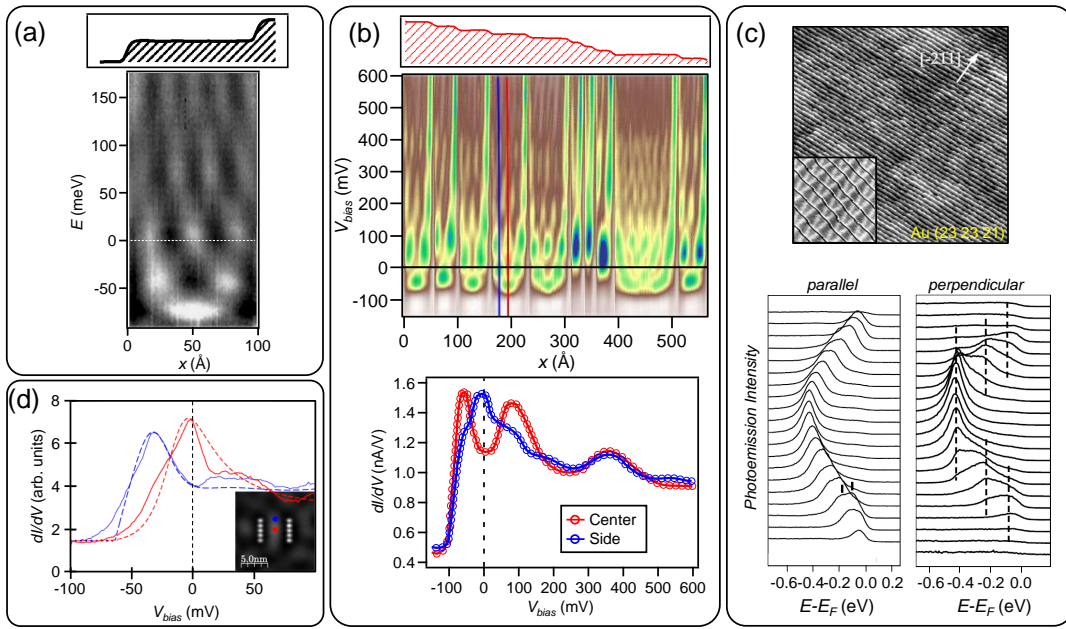 (a)
150
100
50
0
-50
E (meV)
0
50
100
x (Å)
(b)
600
500
400
300
200
100
0
-100
V_bias (mV)
0
100
200
300
400
500
x (Å)
1.6
1.4
1.2
1.0
0.8
0.6
0.4
dI/dV (nA/V)
Center
Side
-100
0
100
200
300
400
500
600
V_bias (mV)
(c)
[-211]
Au (23 23 21)
parallel
perpendicular
Photoemission Intensity
-0.6 -0.4 -0.2 0.0 0.2
-0.6 -0.4 -0.2 0.0
E-E_F (eV)
E-E_F (eV)
(d)
8
6
4
2
0
dI/dV (arb. units)
5.0nm
-100
-50
0
50
V_bias (mV)